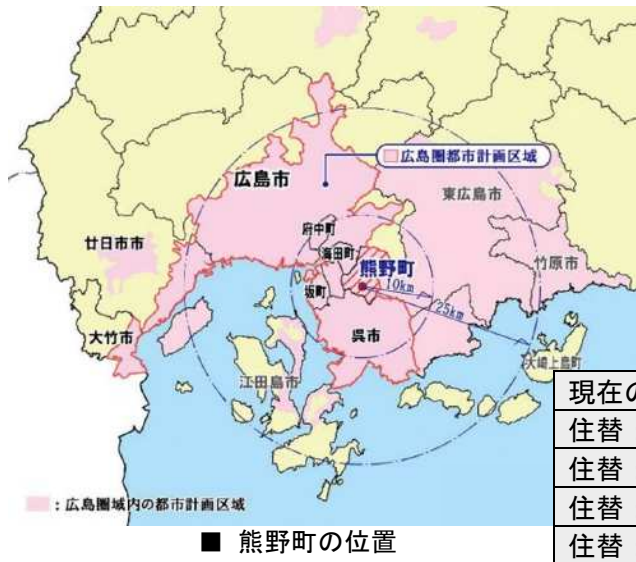 広島圏都市計画区域
広島市
東広島市
府中町
海田町
廿日市市
熊野町
竹原市
10km
坂町
25km
大竹市
呉市
大崎上島町
江田島市
現在の
住替
住替
:広島圏域内の都市計画区域
住替
■ 熊野町の位置
住替